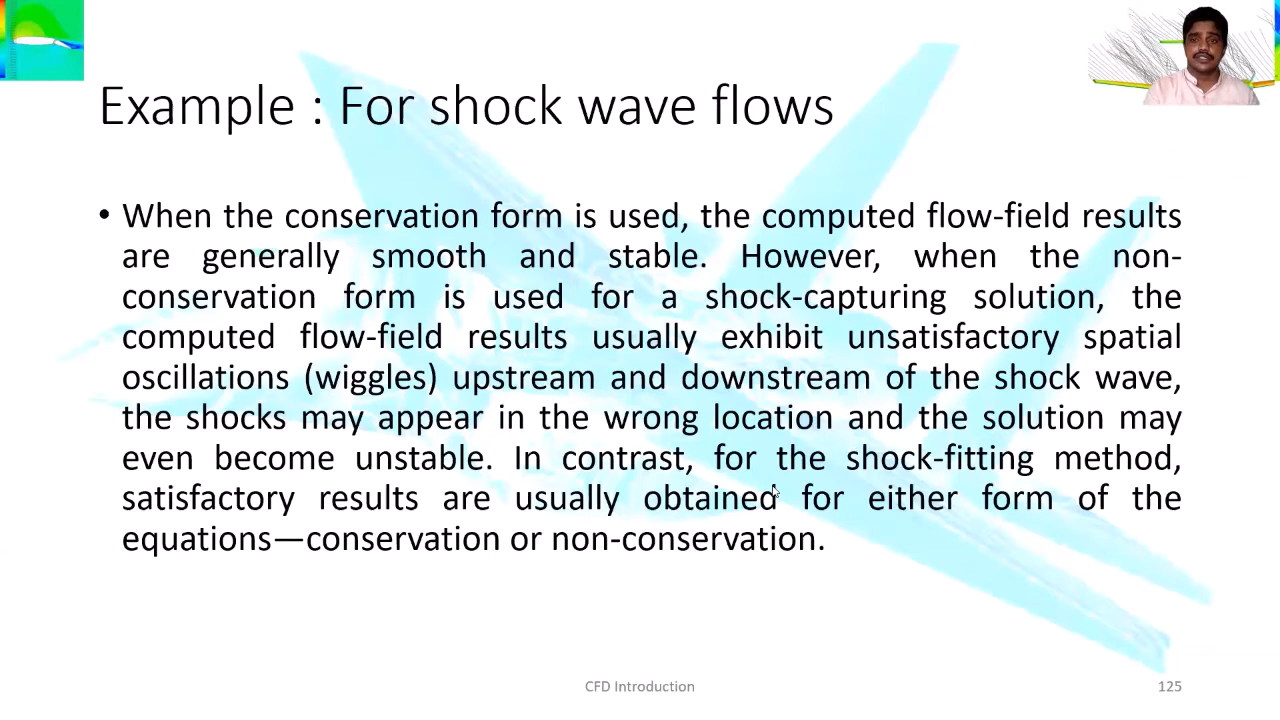 Example : For shock wave flows
• When the conservation form is used, the computed flow-field results
are generally smooth and stable. However, when the non-
conservation form is used for a shock-capturing solution, the
computed flow-field results usually exhibit unsatisfactory spatial
oscillations (wiggles) upstream and downstream of the shock wave,
the shocks may appear in the wrong location and the solution may
even become unstable. In contrast, for the shock-fitting method,
satisfactory results are usually obtained for either form of the
equations—conservation or non-conservation.
CFD Introduction
125